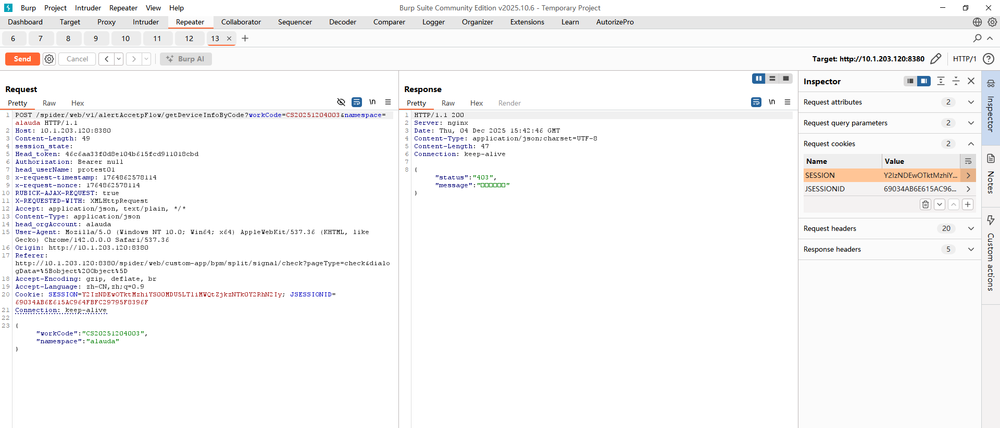 Burp Project Intruder Repeater View Help
Burp Suite Community Edition v2025.10.6 - Temporary Project
Dashboard Target Proxy Intruder Repeater Collaborator Sequencer Decoder Comparer Logger Organizer Extensions Learn AutorizePro
6 7 8 9 10 11 12 13
Send Cancel Burp AI
Target: http://10.1.203.120:8380 HTTP/1
Request
Pretty Raw Hex
\n
1 POST /spider/web/v1/alertAccetpFlow/getDeviceInfoByCode?workCode=CS20251204003&namespace=
alauda HTTP/1.1
2 Host: 10.1.203.120:8380
3 Content-Length: 49
4 session_state:
5 Head_token: 46c6aa33f0d8e104b615fcd911018cbd
6 Authorization: Bearer null
7 head_userName: protest01
8 x-request-timestamp: 1764862578114
9 x-request-nonce: 1764862578114
10 RUBICK-AJAX-REQUEST: true
11 X-REQUESTED-WITH: XMLHttpRequest
12 Accept: application/json, text/plain, */*
13 Content-Type: application/json
14 head_orgAccount: alauda
15 User-Agent: Mozilla/5.0 (Windows NT 10.0; Win64; x64) AppleWebKit/537.36 (KHTML, like
Gecko) Chrome/142.0.0.0 Safari/537.36
16 Origin: http://10.1.203.120:8380
17 Referer:
http://10.1.203.120:8380/spider/web/custom-app/bpm/split/signal/check?pageType=check&dialo
gData=%5Bobject%20Object%5D
18 Accept-Encoding: gzip, deflate, br
19 Accept-Language: zh-CN,zh;q=0.9
20 Cookie: SESSION=Y2IzNDEwOTktMzhiYS00MDU5LTliMWQtZjkzNTk0Y2RhN2Iy; JSESSIONID=
69034AB6E615AC964FBFC29795F8396F
21 Connection: keep-alive
22
23 {
"workCode":"CS20251204003",
"namespace":"alauda"
}
Response
Pretty Raw Hex Render
\n
1 HTTP/1.1 200
2 Server: nginx
3 Date: Thu, 04 Dec 2025 15:42:46 GMT
4 Content-Type: application/json;charset=UTF-8
5 Content-Length: 47
6 Connection: keep-alive
7
8 {
"status":"403",
"message":"□□□□□□"
}
Inspector
Request attributes 2
Request query parameters 2
Request cookies 2
Name Value
SESSION Y2IzNDEwOTktMzhiY...
JSESSIONID 69034AB6E615AC96...
Request headers 20
Response headers 5
Inspector
Notes
Custom actions